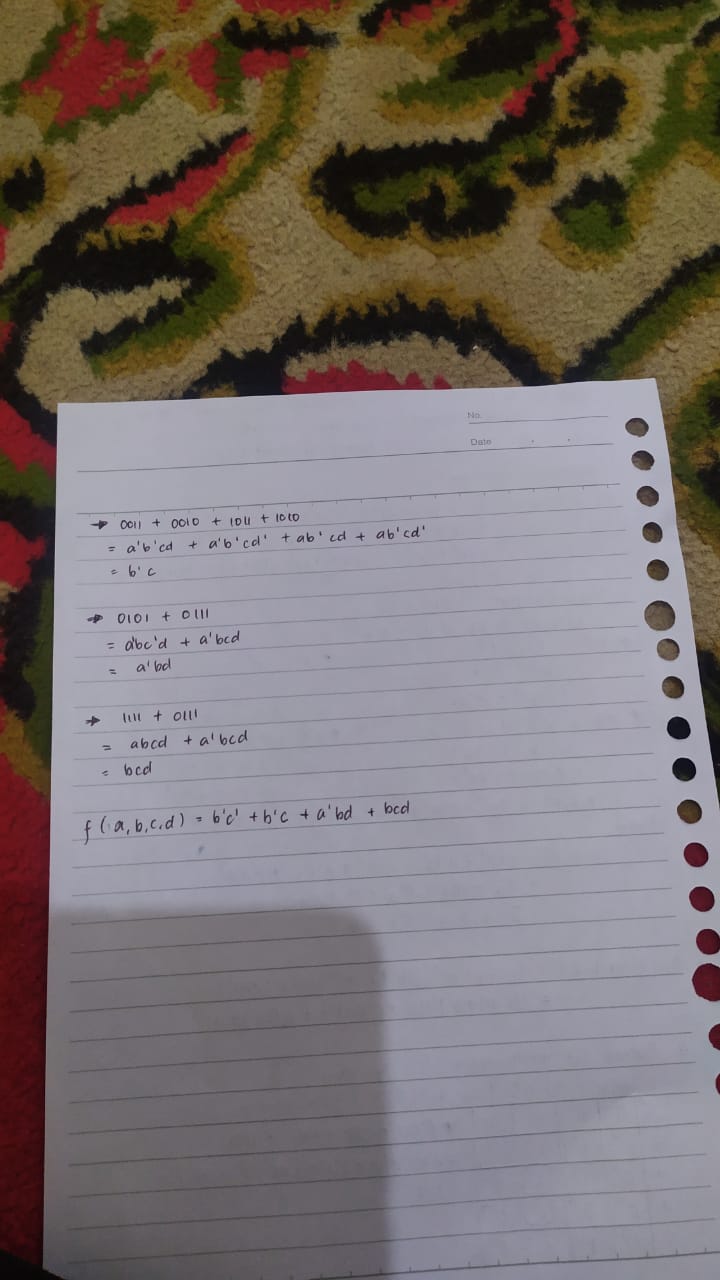 No.
Date
→ 0011 + 0010 + 1011 + 1010
= a'b'cd + a'b'cd' + ab'cd + ab'cd'
= b'c
→ 0101 + 0111
= a'bc'd + a'bcd
= a'bd
→ 1111 + 0111
= abcd + a'bcd
= bcd
f (a, b, c, d) = b'c' + b'c + a'bd + bcd